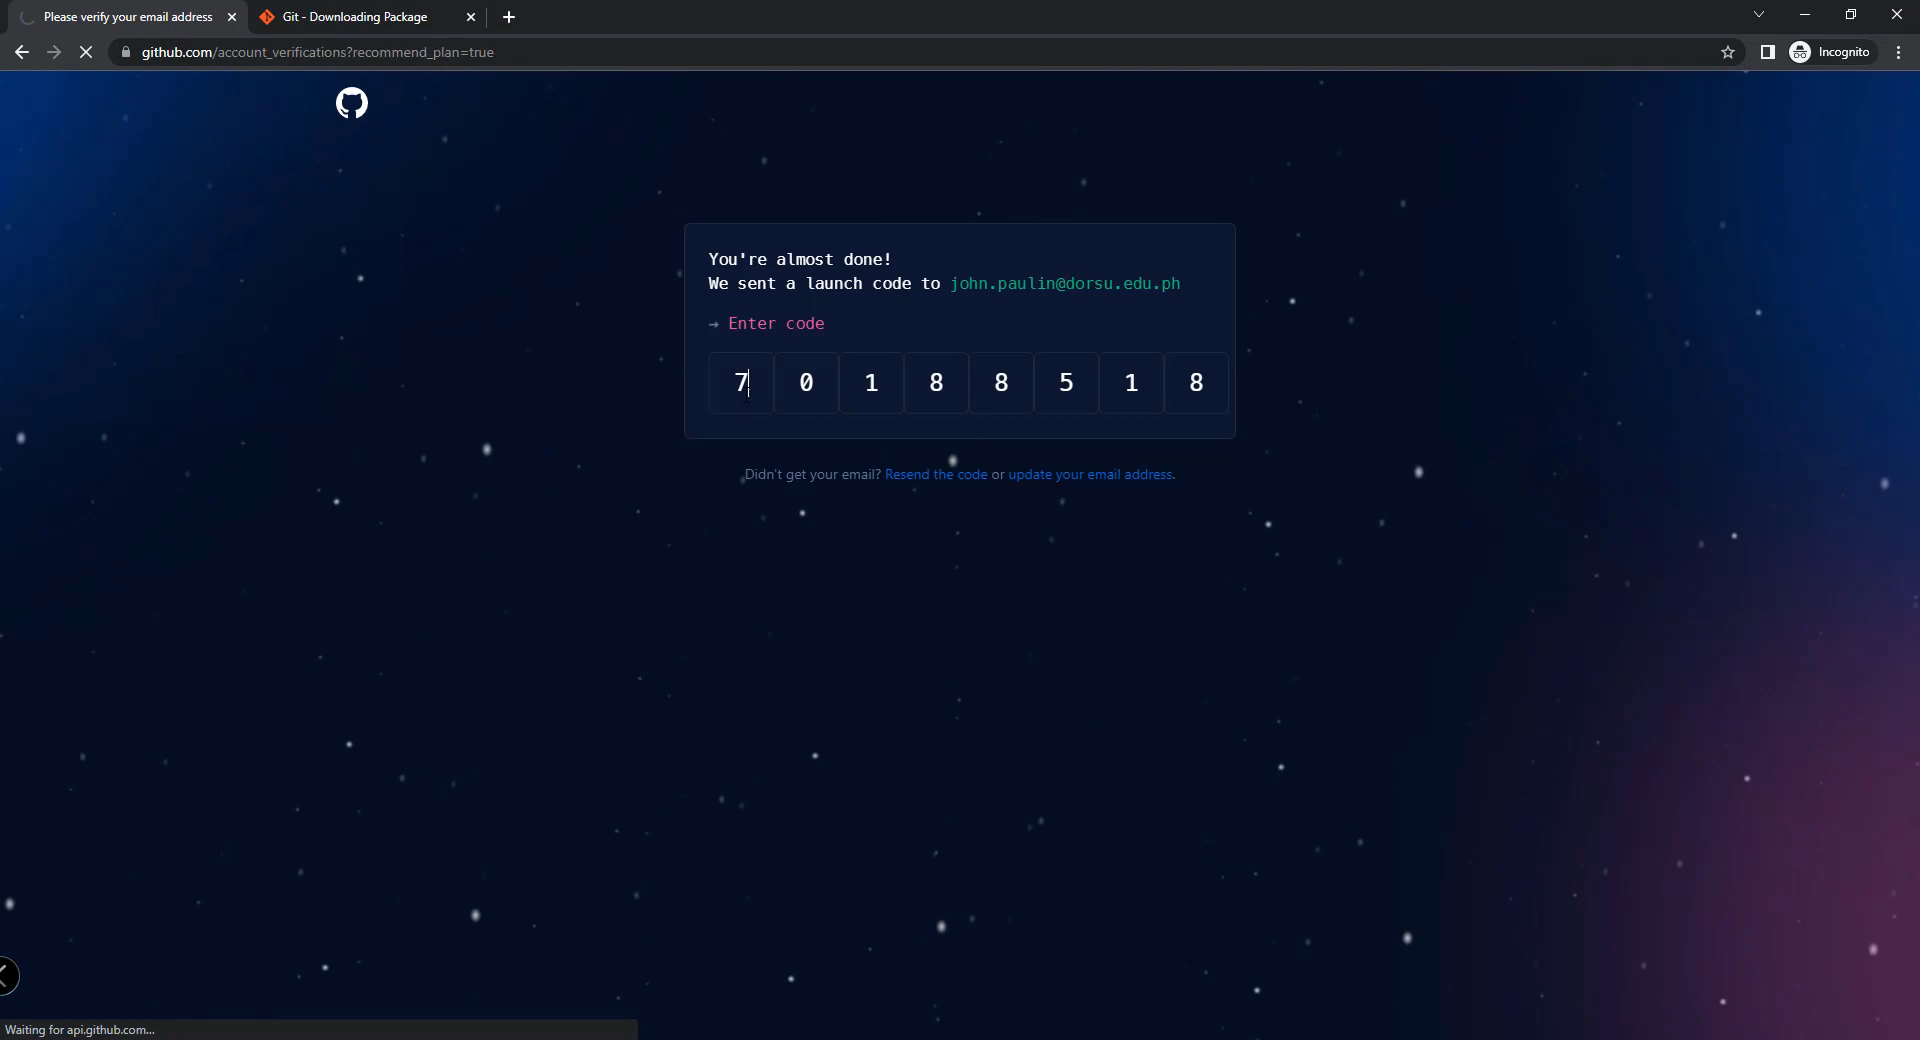 Please verify your email address
Git - Downloading Package
github.com/account_verifications?recommend_plan=true
Incognito
You're almost done!
We sent a launch code to john.paulin@dorsu.edu.ph
→ Enter code
7 0 1 8 8 5 1 8
Didn't get your email? Resend the code or update your email address.
Waiting for api.github.com...